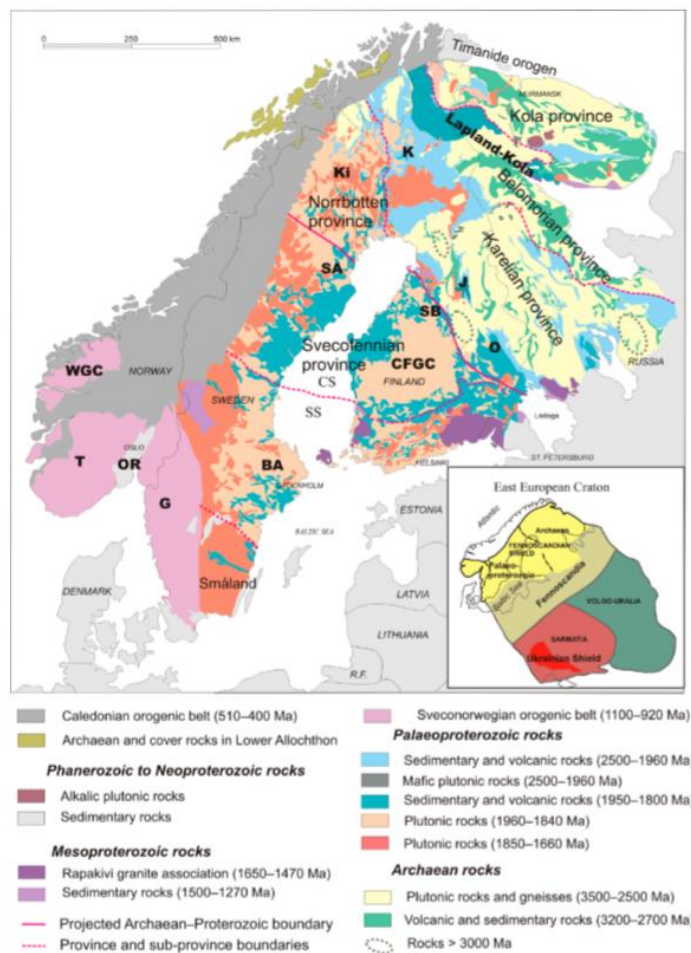 0
500 km
Timanide orogen
MURMANSK
Kola province
Lapland-Kola
K
Ki
Norrbotten
province
Belomorian province
Karelian province
SÅ
J
SB
O
Svecofennian
province
CS
CFGC
FINLAND
SS
WGC
NORWAY
SWEDEN
RUSSIA
Ladoga
T
OSLO
OR
G
BA
STOCKHOLM
HELSINKI
ST. PETERSBURG
ESTONIA
BALTIC SEA
Småland
DENMARK
LATVIA
LITHUANIA
R.F.
East European Craton
Atlantic
Archaean
FENNOSCANDIAN
SHIELD
Palaeo-
proterozoic
Baltic Sea
Fennoscandia
VOLGO-URALIA
SARMATIA
Ukrainian Shield
Caledonian orogenic belt (510–400 Ma)
Archaean and cover rocks in Lower Allochthon
Phanerozoic to Neoproterozoic rocks
Alkalic plutonic rocks
Sedimentary rocks
Mesoproterozoic rocks
Rapakivi granite association (1650–1470 Ma)
Sedimentary rocks (1500–1270 Ma)
Projected Archaean–Proterozoic boundary
Province and sub-province boundaries
Sveconorwegian orogenic belt (1100–920 Ma)
Palaeoproterozoic rocks
Sedimentary and volcanic rocks (2500–1960 Ma)
Mafic plutonic rocks (2500–1960 Ma)
Sedimentary and volcanic rocks (1950–1800 Ma)
Plutonic rocks (1960–1840 Ma)
Plutonic rocks (1850–1660 Ma)
Archaean rocks
Plutonic rocks and gneisses (3500–2500 Ma)
Volcanic and sedimentary rocks (3200–2700 Ma)
Rocks > 3000 Ma